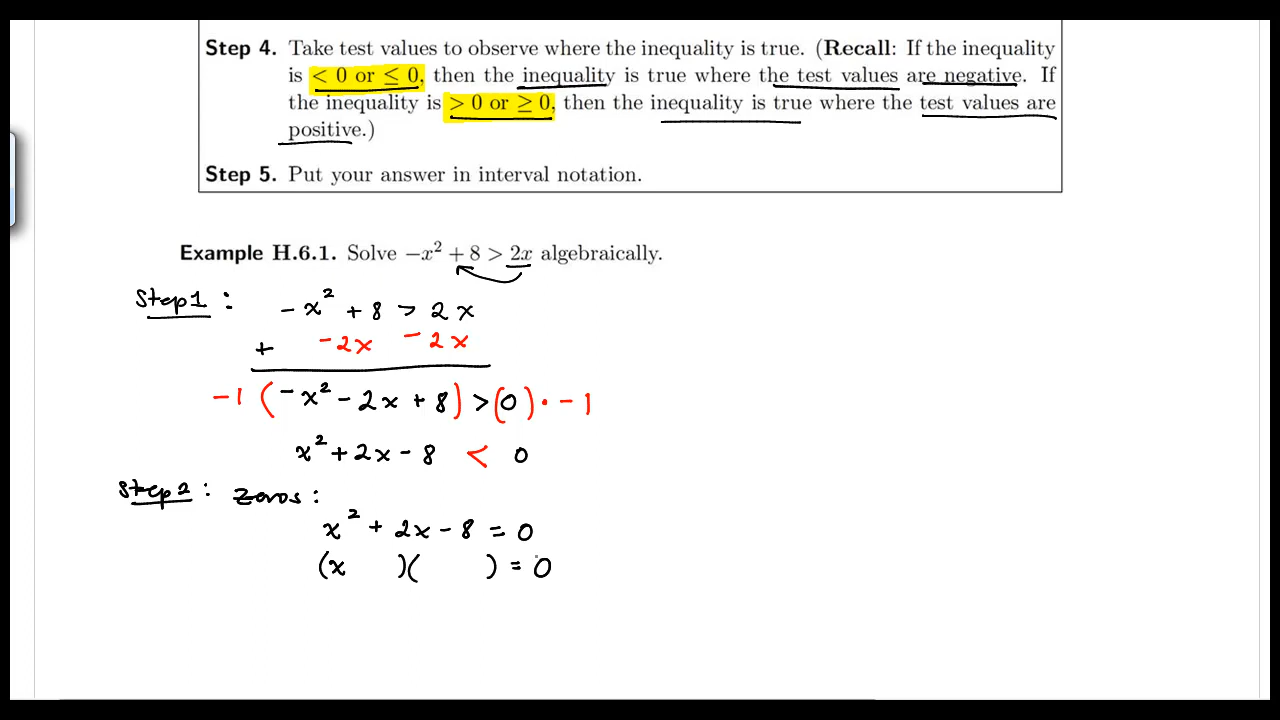 Step 4. Take test values to observe where the inequality is true. (Recall: If the inequality
is < 0 or ≤ 0, then the inequality is true where the test values are negative. If
the inequality is > 0 or ≥ 0, then the inequality is true where the test values are
positive.)
Step 5. Put your answer in interval notation.
Example H.6.1. Solve −x² + 8 > 2x algebraically.
Step 1 : - x² + 8 > 2x
+ -2x -2x
-1 ( - x² - 2x + 8 ) > (0) · -1
x² + 2x - 8 < 0
Step 2 : Zeros :
x² + 2x - 8 = 0
(x )( ) = 0